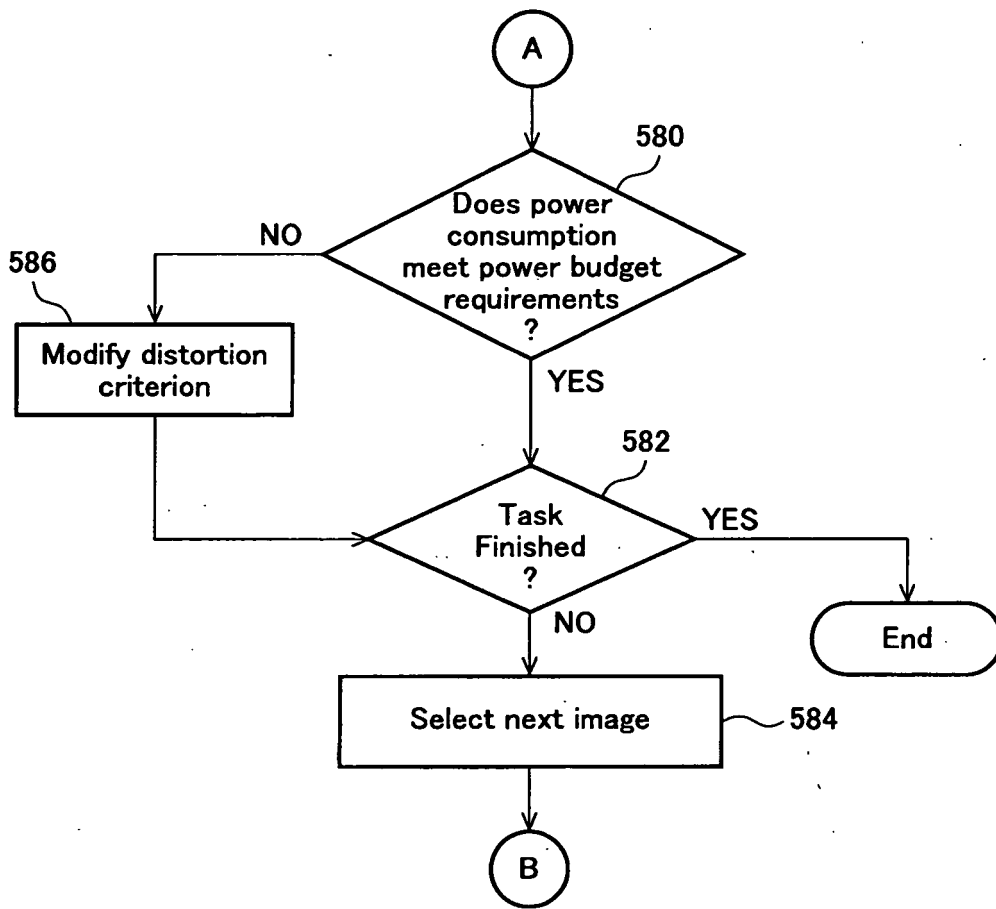 A
580
Does power
consumption
meet power budget
requirements
?
NO
586
Modify distortion
criterion
YES
582
Task
Finished
?
YES
NO
End
Select next image
584
B